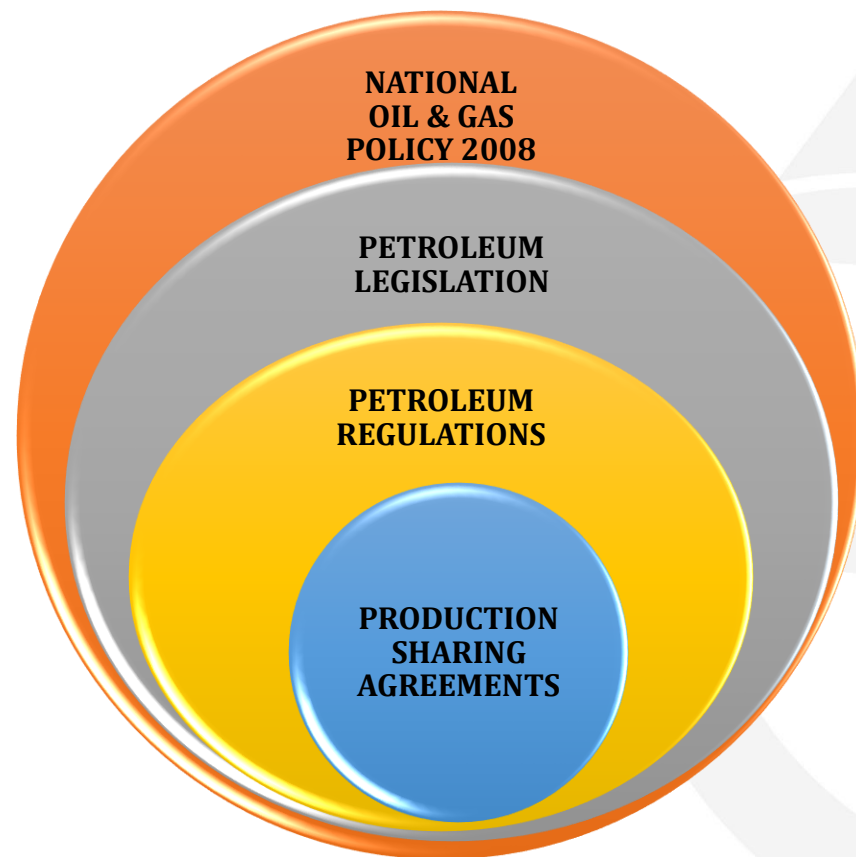 NATIONAL
OIL & GAS
POLICY 2008
PETROLEUM
LEGISLATION
PETROLEUM
REGULATIONS
PRODUCTION
SHARING
AGREEMENTS